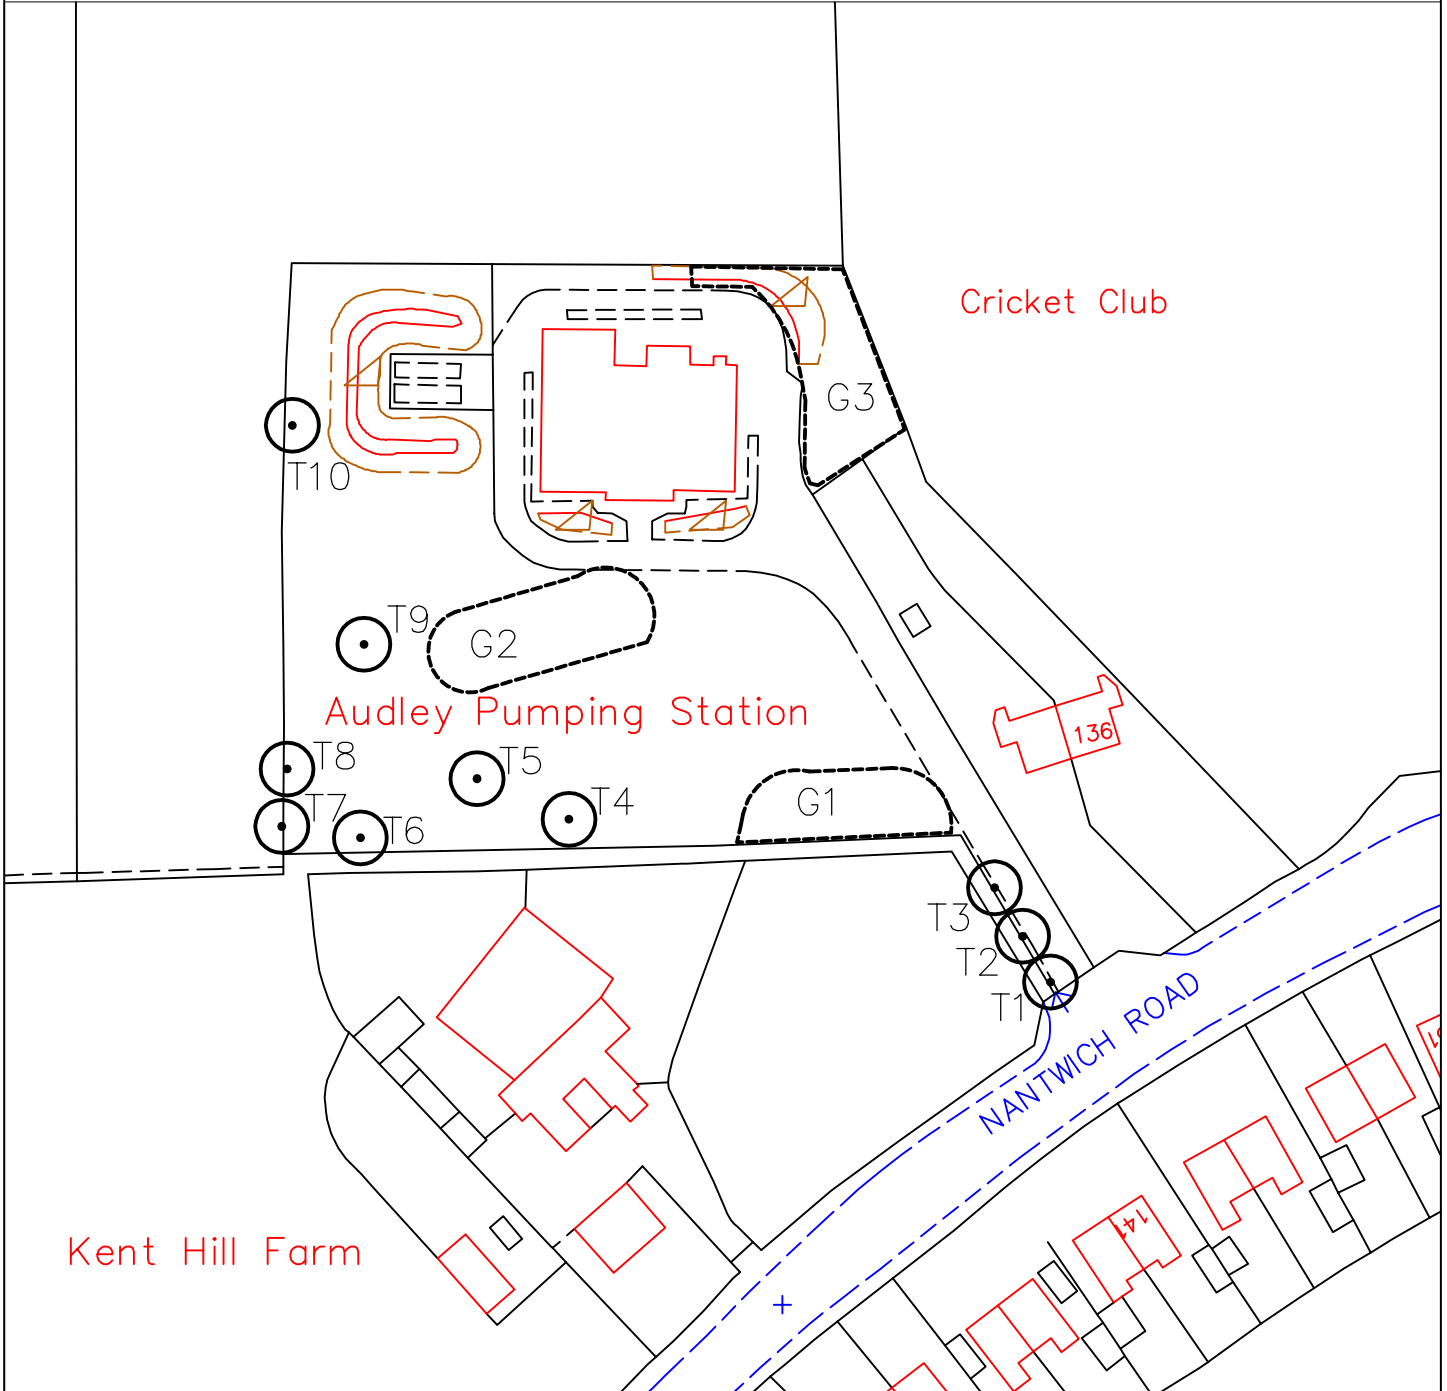 Cricket Club
G3
T10
T9
G2
Audley Pumping Station
136
T8
T5
T7
T4
G1
T6
T3
T2
T1
NANTWICH ROAD
141
Kent Hill Farm